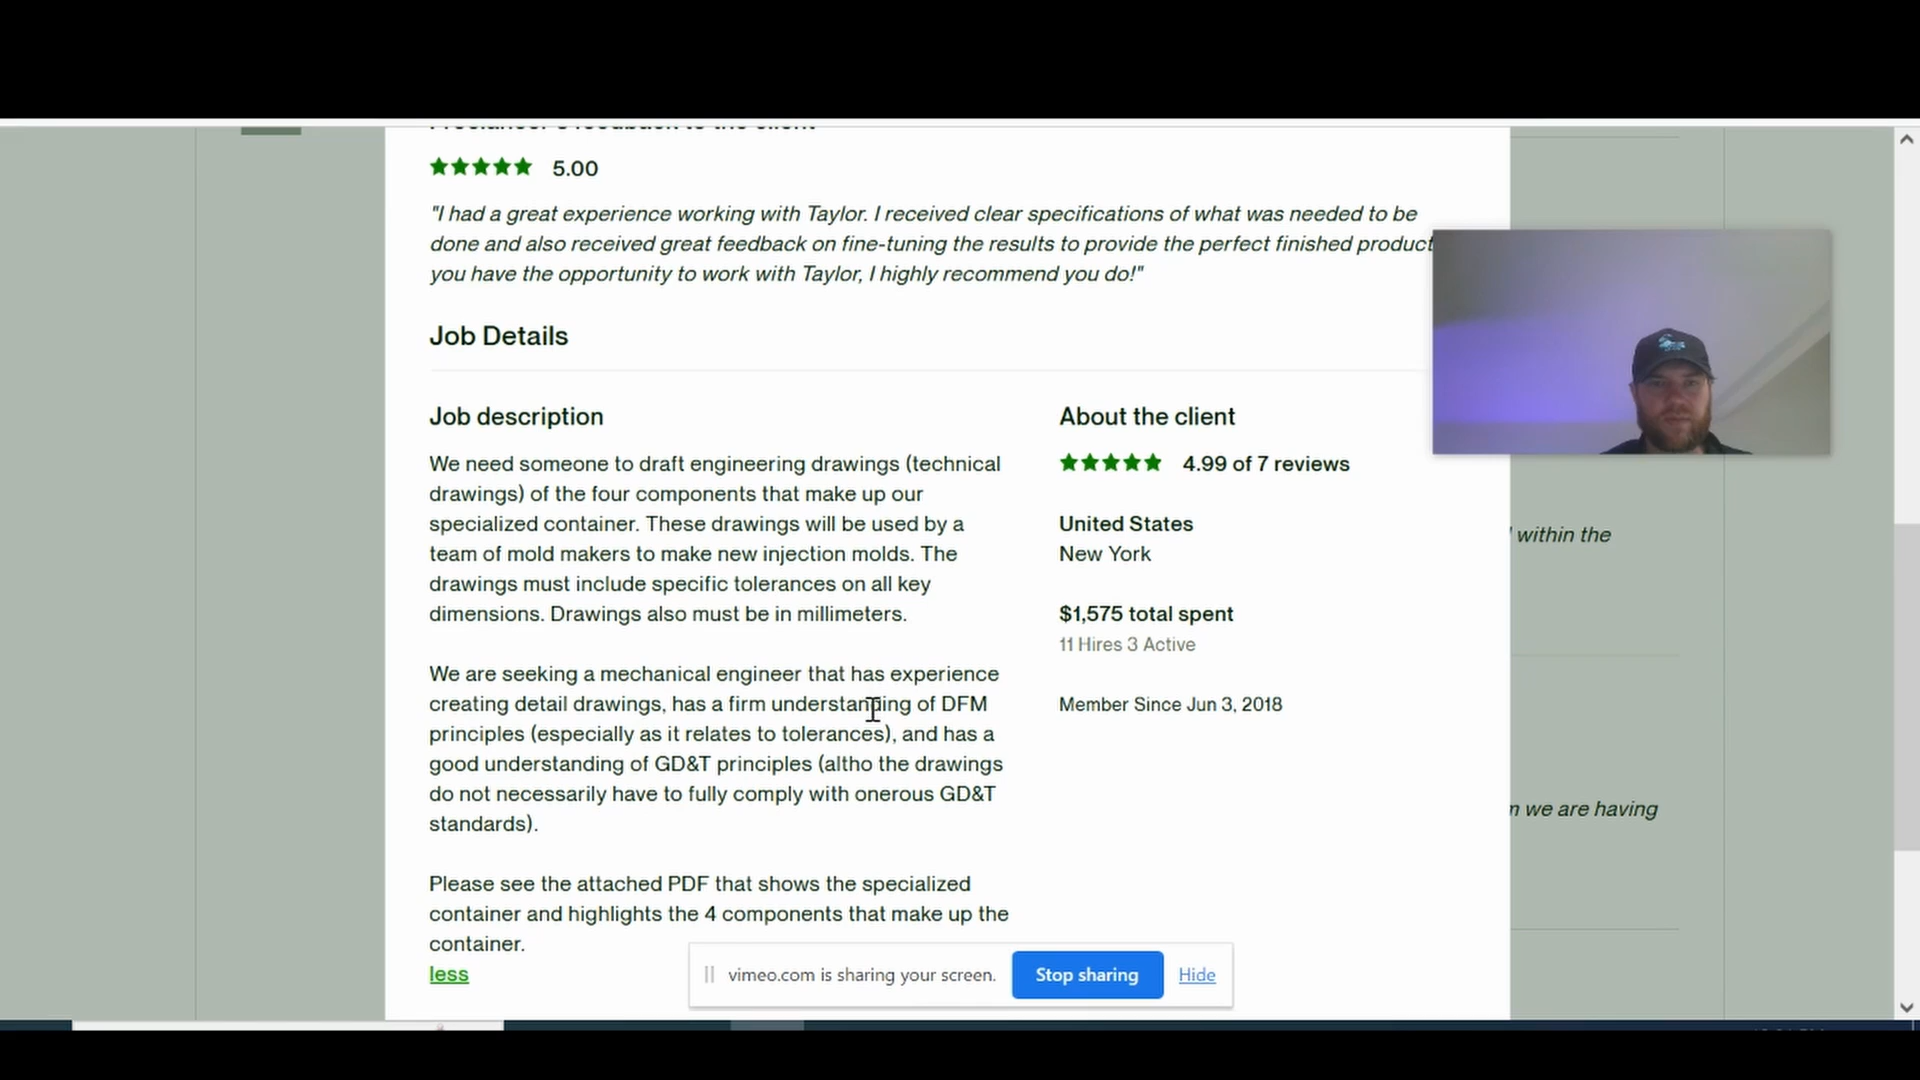 ★★★★★ 5.00
"I had a great experience working with Taylor. I received clear specifications of what was needed to be
done and also received great feedback on fine-tuning the results to provide the perfect finished product
you have the opportunity to work with Taylor, I highly recommend you do!"
Job Details
Job description
We need someone to draft engineering drawings (technical
drawings) of the four components that make up our
specialized container. These drawings will be used by a
team of mold makers to make new injection molds. The
drawings must include specific tolerances on all key
dimensions. Drawings also must be in millimeters.
We are seeking a mechanical engineer that has experience
creating detail drawings, has a firm understanding of DFM
principles (especially as it relates to tolerances), and has a
good understanding of GD&T principles (altho the drawings
do not necessarily have to fully comply with onerous GD&T
standards).
Please see the attached PDF that shows the specialized
container and highlights the 4 components that make up the
container.
less
About the client
★★★★★ 4.99 of 7 reviews
United States
New York
$1,575 total spent
11 Hires 3 Active
Member Since Jun 3, 2018
within the
we are having
vimeo.com is sharing your screen.
Stop sharing
Hide